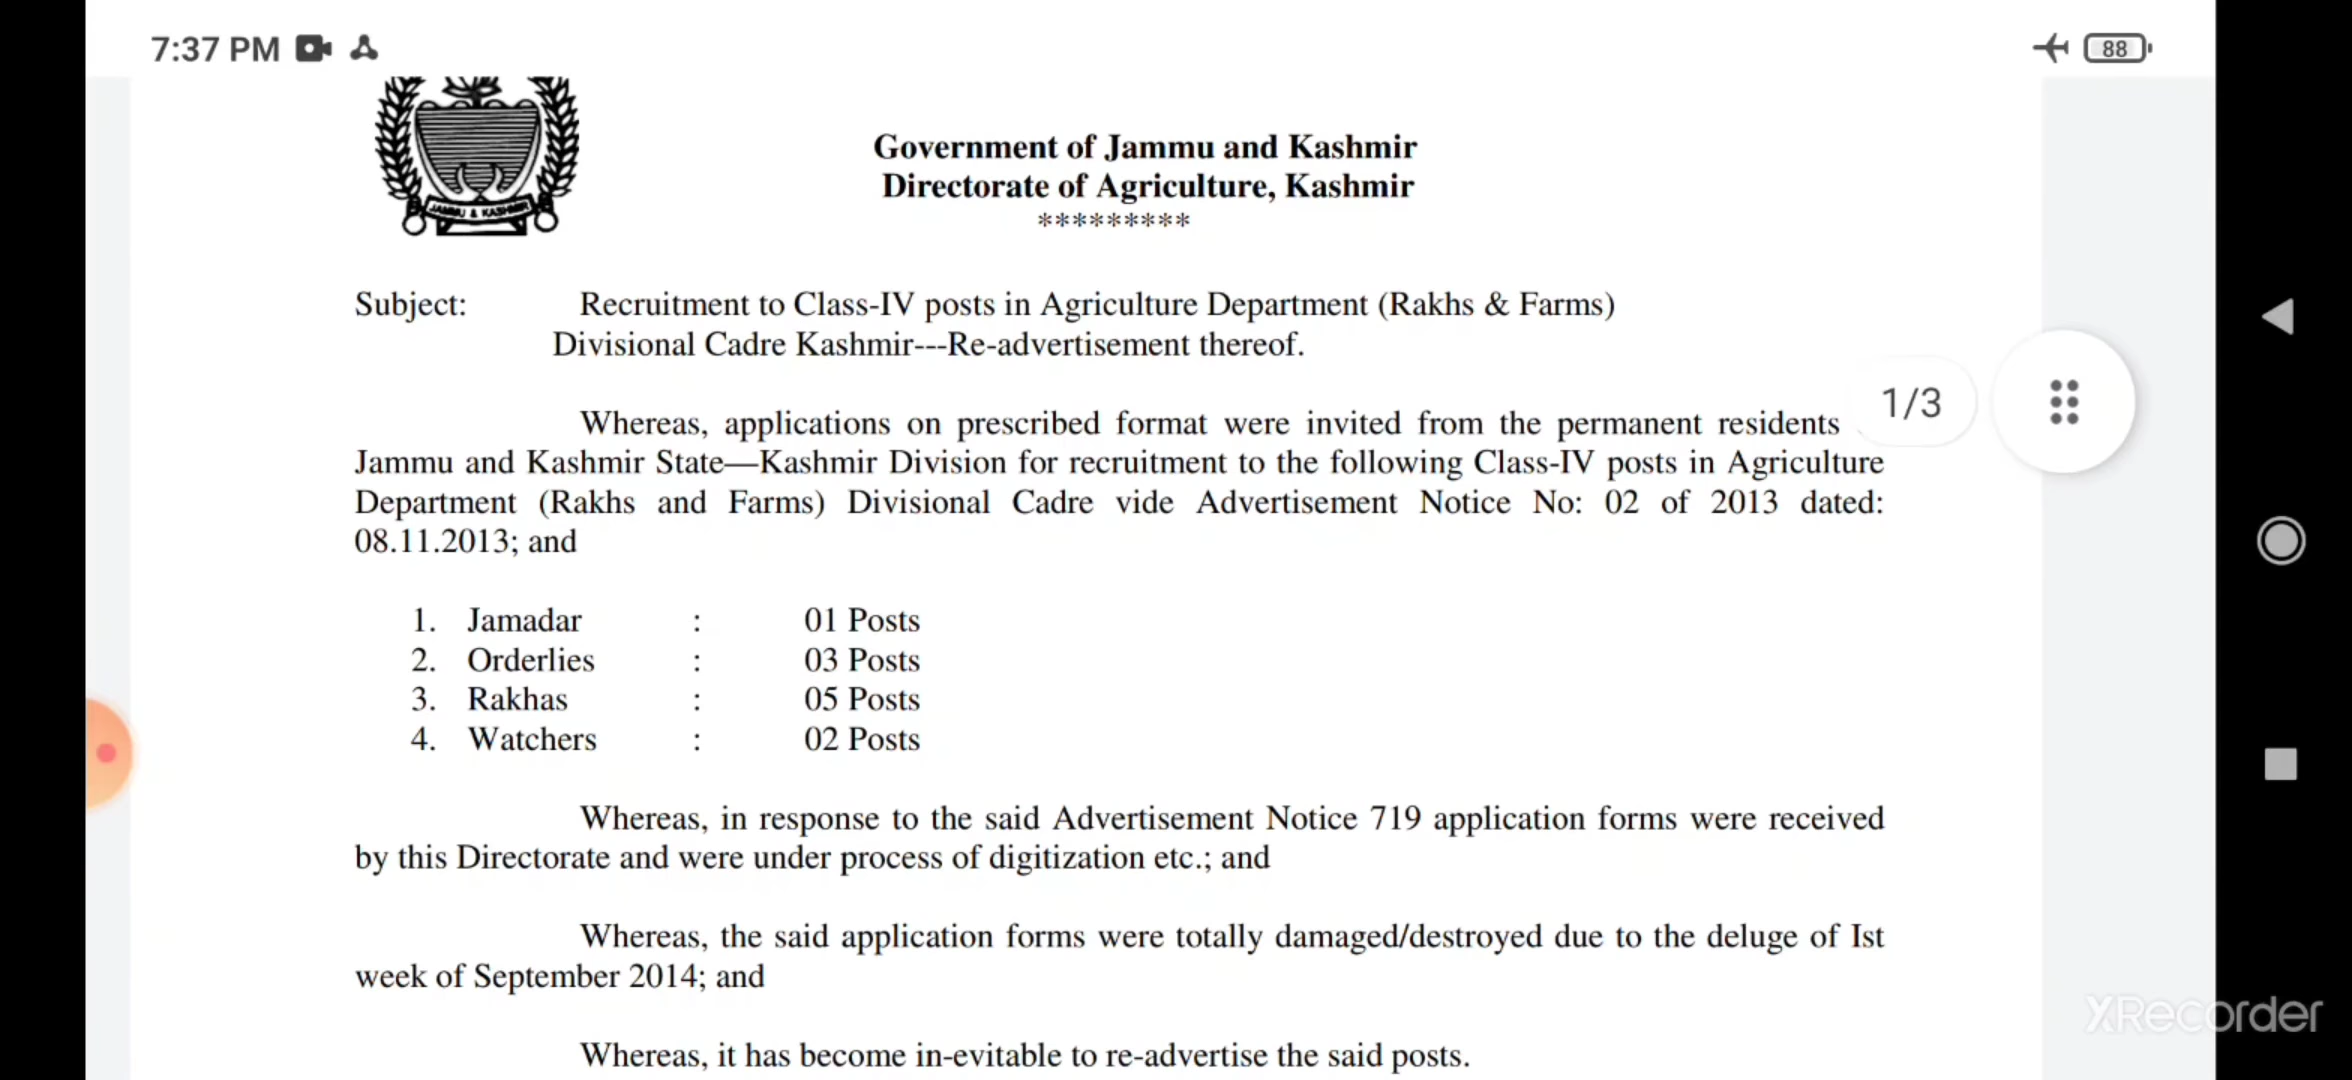 7:37 PM
88
JAMMU & KASHMIR
Government of Jammu and Kashmir
Directorate of Agriculture, Kashmir
*********
Subject: Recruitment to Class-IV posts in Agriculture Department (Rakhs & Farms)
Divisional Cadre Kashmir---Re-advertisement thereof.
1/3
Whereas, applications on prescribed format were invited from the permanent residents
Jammu and Kashmir State—Kashmir Division for recruitment to the following Class-IV posts in Agriculture
Department (Rakhs and Farms) Divisional Cadre vide Advertisement Notice No: 02 of 2013 dated:
08.11.2013; and
1. Jamadar : 01 Posts
2. Orderlies : 03 Posts
3. Rakhas : 05 Posts
4. Watchers : 02 Posts
Whereas, in response to the said Advertisement Notice 719 application forms were received
by this Directorate and were under process of digitization etc.; and
Whereas, the said application forms were totally damaged/destroyed due to the deluge of Ist
week of September 2014; and
Whereas, it has become in-evitable to re-advertise the said posts.
XRecorder